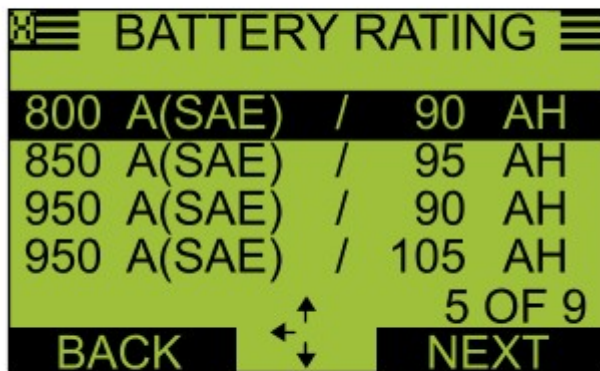 BATTERY RATING
800 A(SAE) / 90 AH
850 A(SAE) / 95 AH
950 A(SAE) / 90 AH
950 A(SAE) / 105 AH
5 OF 9
BACK NEXT